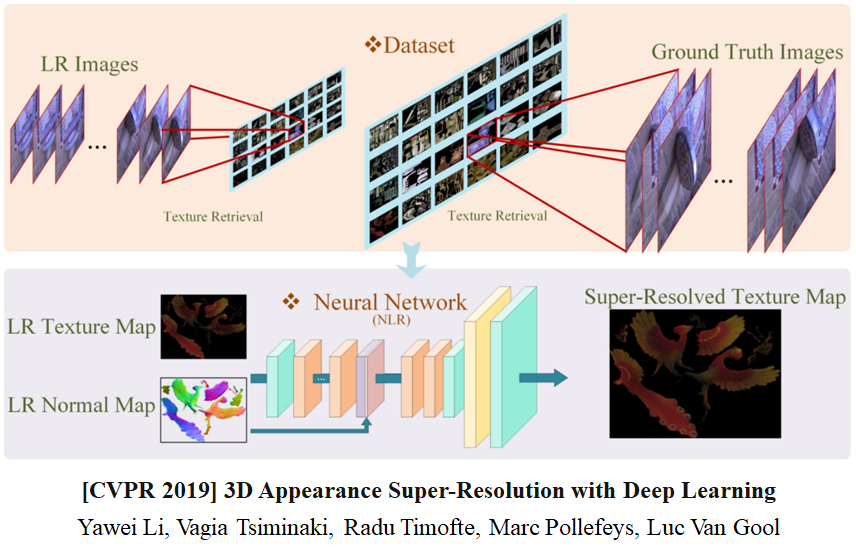 ❖Dataset
LR Images
Ground Truth Images
...
...
Texture Retrieval
Texture Retrieval
❖ Neural Network
(NLR)
Super-Resolved Texture Map
LR Texture Map
...
LR Normal Map
[CVPR 2019] 3D Appearance Super-Resolution with Deep Learning
Yawei Li, Vagia Tsiminaki, Radu Timofte, Marc Pollefeys, Luc Van Gool